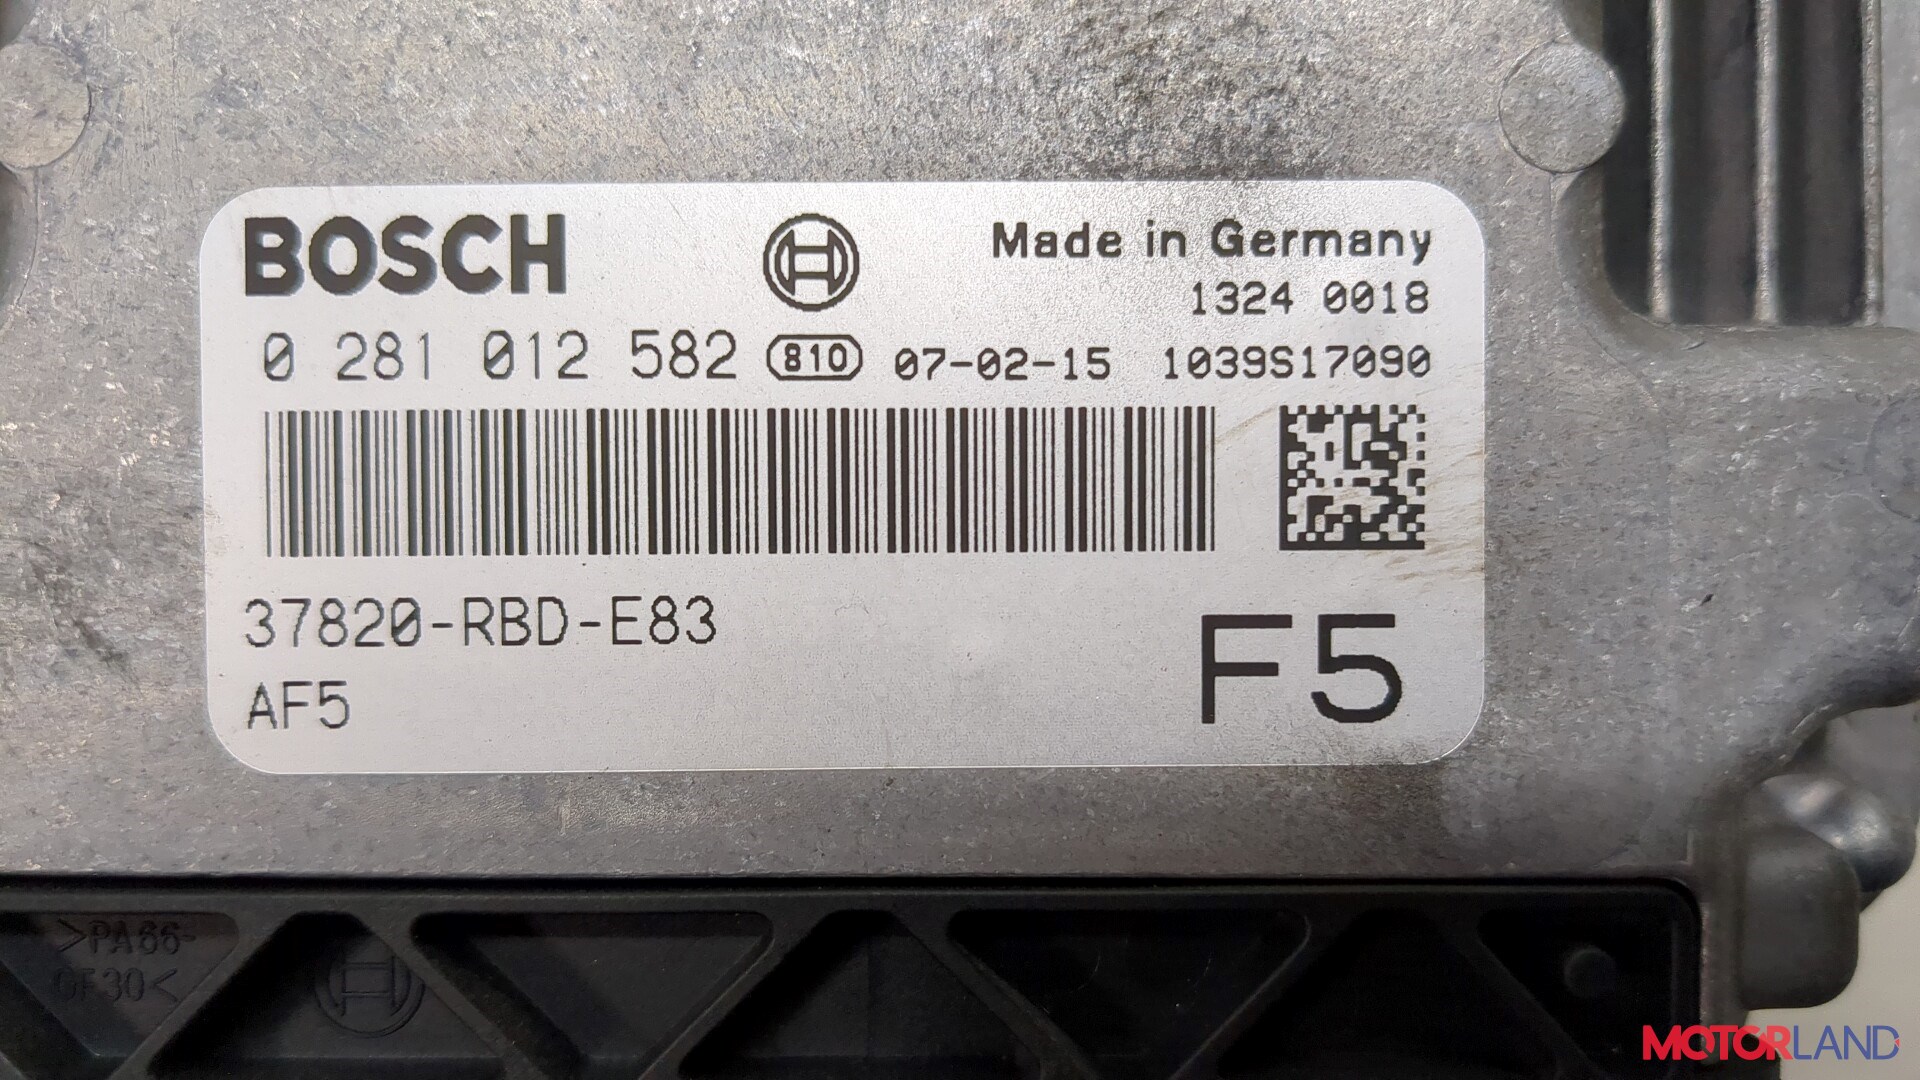 BOSCH
Made in Germany
1324 0018
0 281 012 582 810 07-02-15 1039S17090
37820-RBD-E83
AF5
F5
>PA66-
GF30<
MOTORLAND